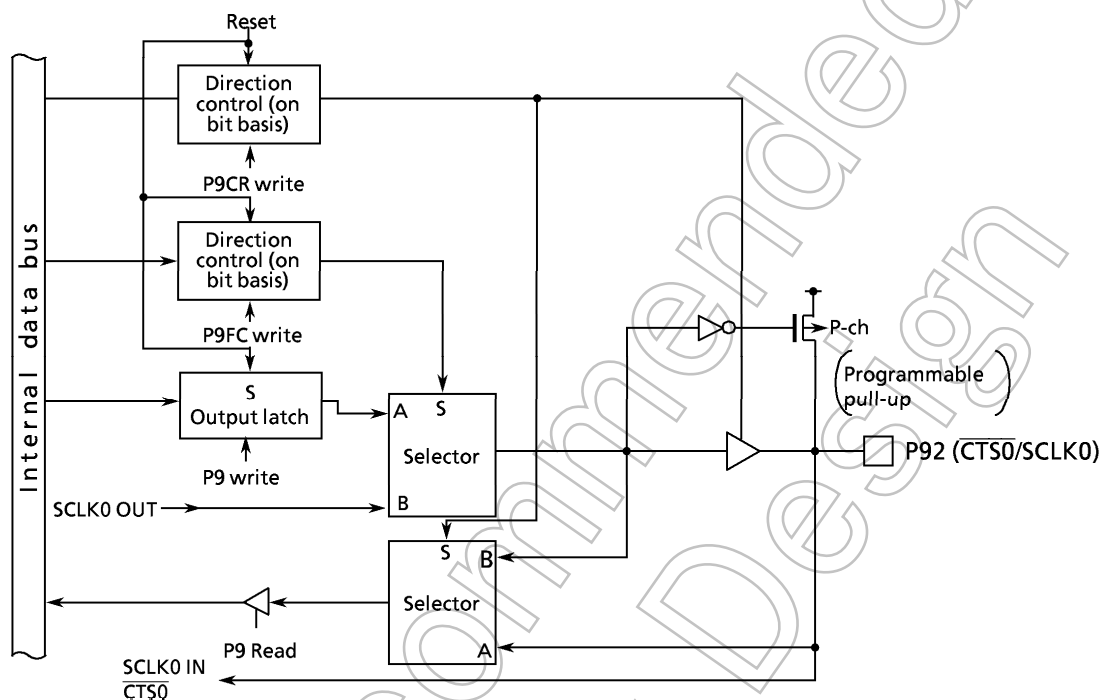 Reset
Direction
control (on
bit basis)
P9CR write
Direction
control (on
bit basis)
P9FC write
S
Output latch
P9 write
SCLK0 OUT
Internal data bus
A S
Selector
B
S
B
Selector
A
P9 Read
SCLK0 IN
CTS0
P-ch
(Programmable
pull-up)
P92 (CTS0/SCLK0)
ommended
Design